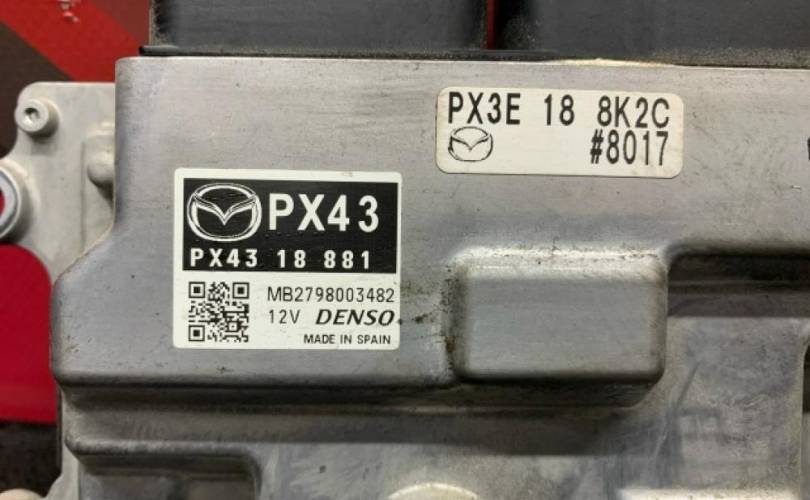 PX3E 18 8K2C
#8017
PX43
PX43 18 881
MB2798003482
12V DENSO
MADE IN SPAIN